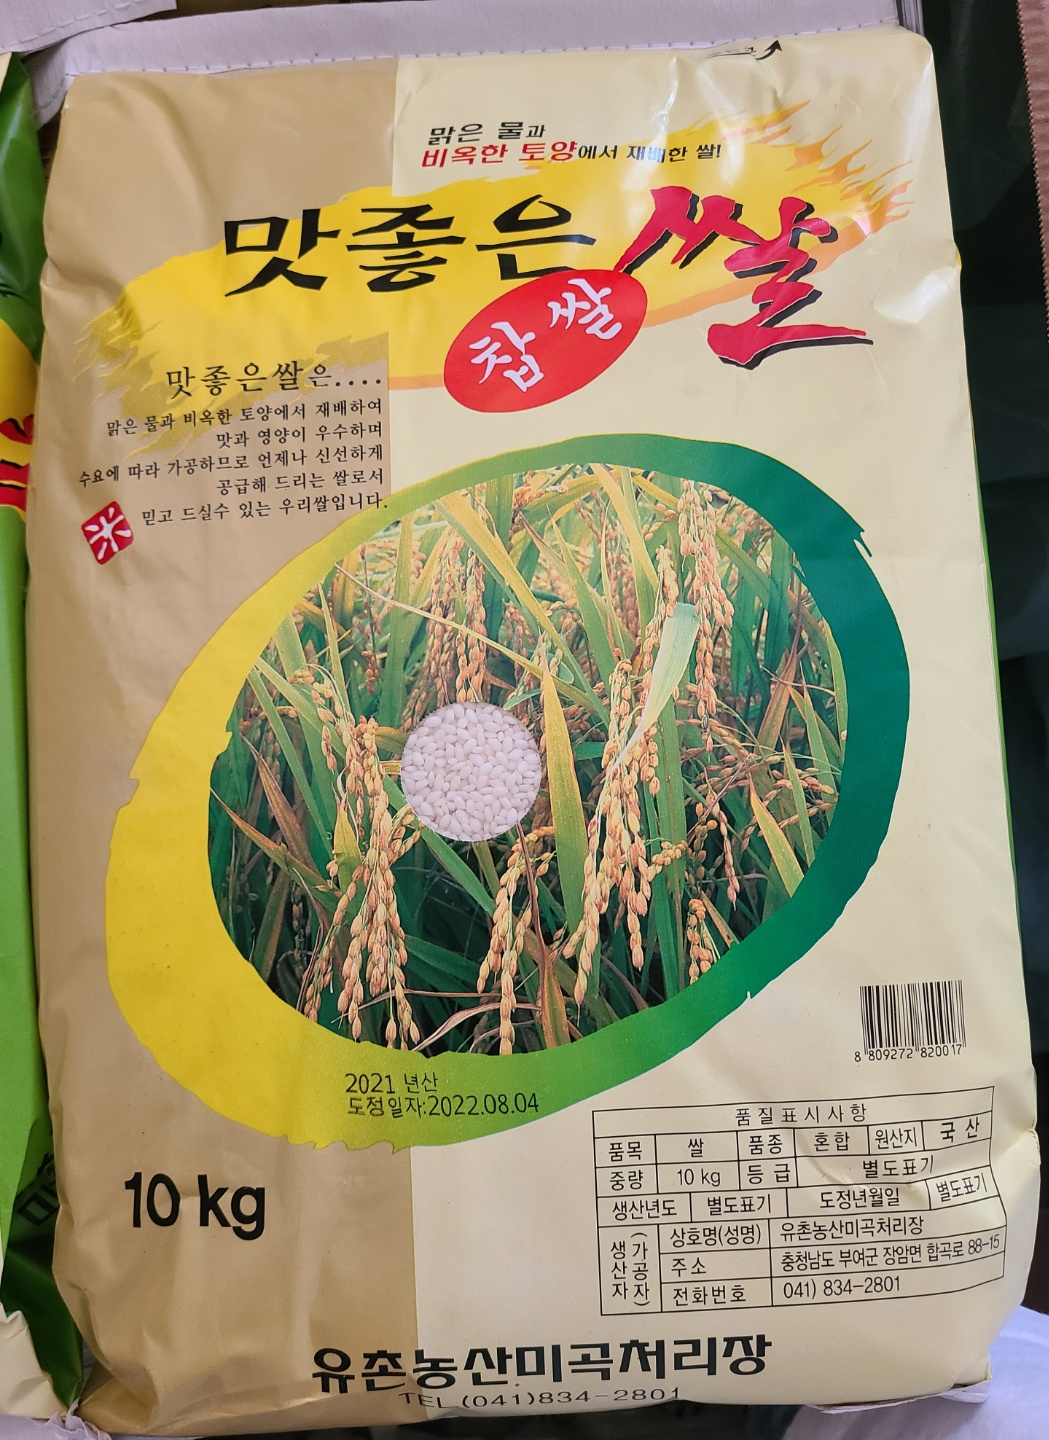 맑은 물과
비옥한 토양에서 재배한 쌀!
맛좋은쌀
찹쌀
맛좋은쌀은....
맑은 물과 비옥한 토양에서 재배하여
맛과 영양이 우수하며
수요에 따라 가공하므로 언제나 신선하게
공급해 드리는 쌀로서
믿고 드실수 있는 우리쌀입니다.
米
8 809272 820017
2021 년산
도정일자:2022.08.04
10 kg
품질표시사항
품목 쌀 품종 혼합 원산지 국 산
중량 10 kg 등 급 별도표기
생산년도 별도표기 도정년월일 별도표기
생산자(가공자) 상호명(성명) 유촌농산미곡처리장
주소 충청남도 부여군 장암면 합곡로 88-15
전화번호 041) 834-2801
유촌농산미곡처리장
TEL (041)834-2801